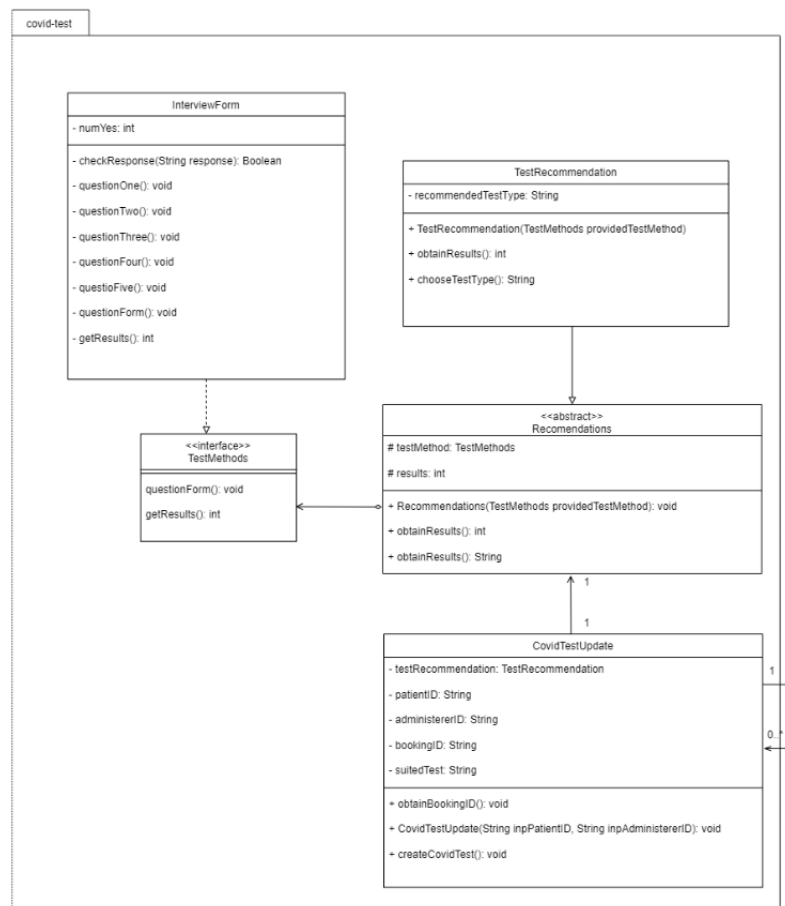 covid-test
InterviewForm
- numYes: int
- checkResponse(String response): Boolean
- questionOne(): void
- questionTwo(): void
- questionThree(): void
- questionFour(): void
- questioFive(): void
- questionForm(): void
- getResults(): int
TestRecommendation
- recommendedTestType: String
+ TestRecommendation(TestMethods providedTestMethod)
+ obtainResults(): int
+ chooseTestType(): String
<<interface>>
TestMethods
questionForm(): void
getResults(): int
<<abstract>>
Recomendations
# testMethod: TestMethods
# results: int
+ Recommendations(TestMethods providedTestMethod): void
+ obtainResults(): int
+ obtainResults(): String
1
1
CovidTestUpdate
- testRecommendation: TestRecommendation
- patientID: String
- administererID: String
- bookingID: String
- suitedTest: String
+ obtainBookingID(): void
+ CovidTestUpdate(String inpPatientID, String inpAdministererID): void
+ createCovidTest(): void
1
0..*